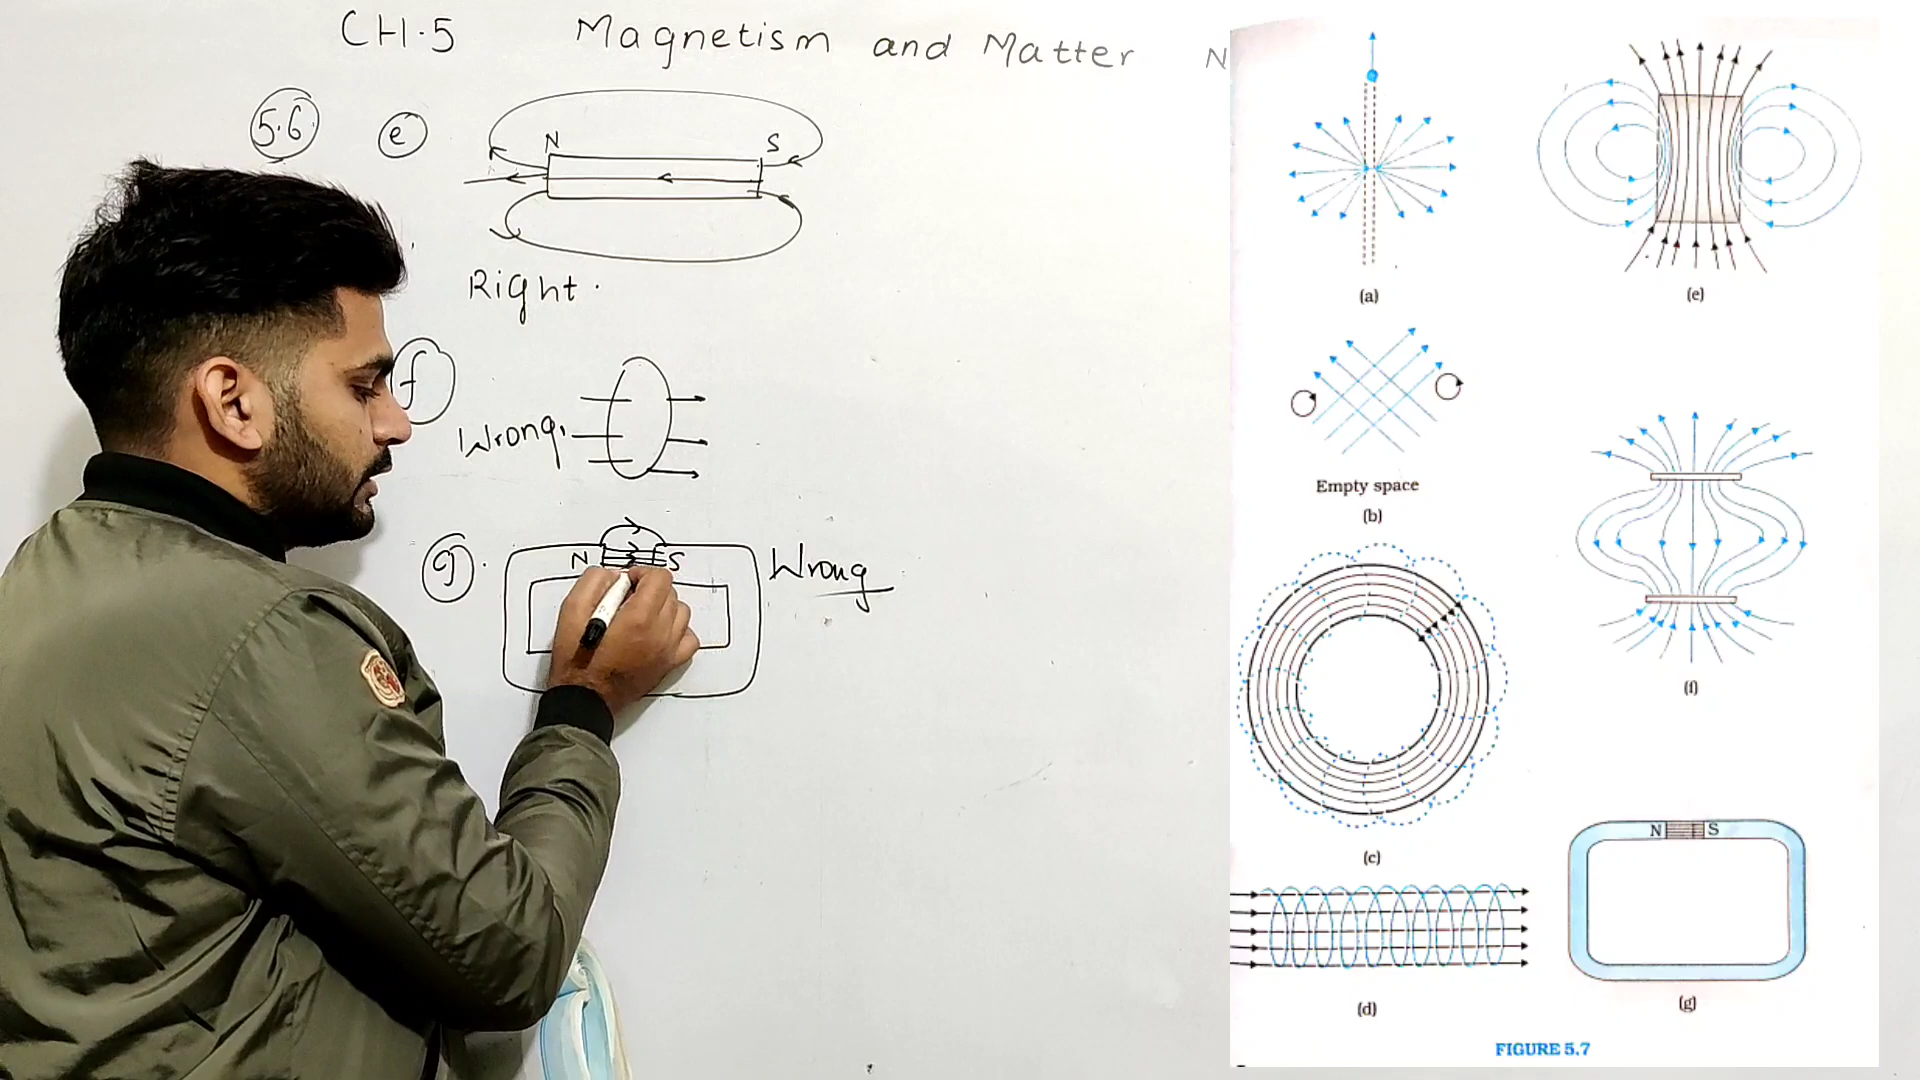 CH.5 Magnetism and Matter N
5.6 e
N S
Right.
f
Wrong.
g.
N S
Wrong
(a)
(e)
Empty space
(b)
(c)
(f)
(d)
N S
(g)
FIGURE 5.7